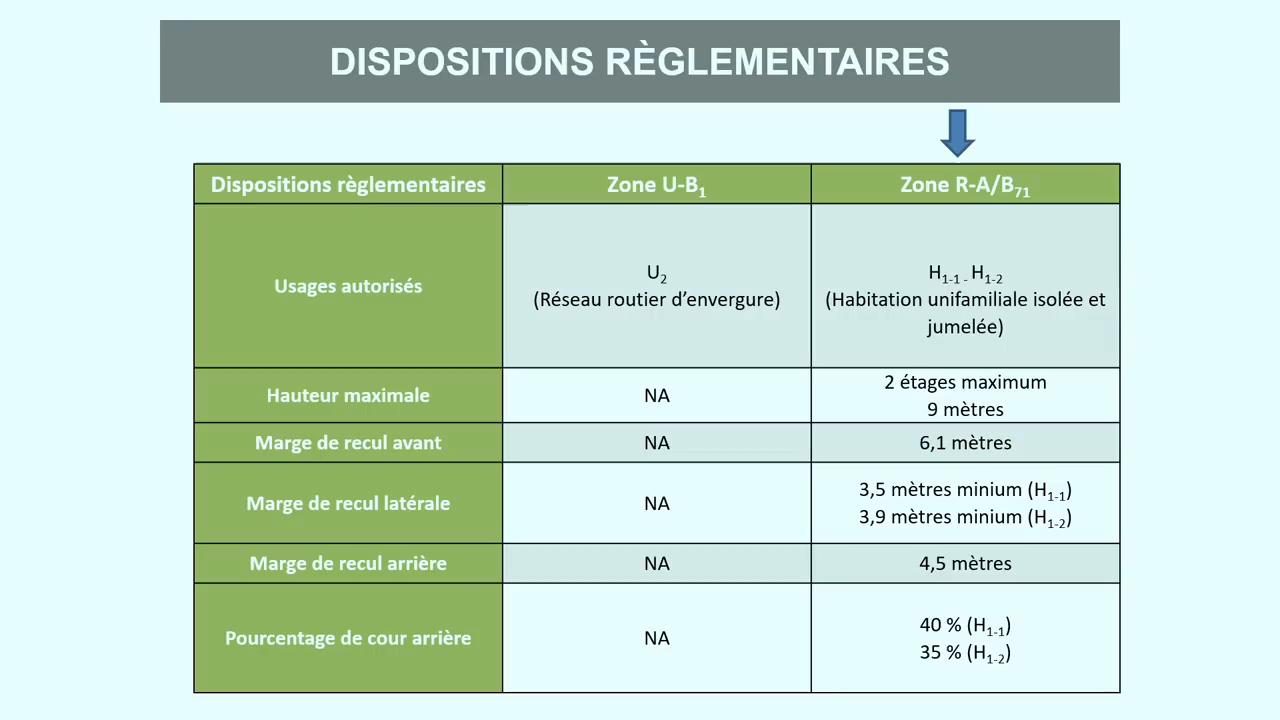 DISPOSITIONS RÈGLEMENTAIRES
Dispositions règlementaires
Zone U-B1
Zone R-A/B71
Usages autorisés
U2
(Réseau routier d’envergure)
H1-1 - H1-2
(Habitation unifamiliale isolée et
jumelée)
Hauteur maximale
NA
2 étages maximum
9 mètres
Marge de recul avant
NA
6,1 mètres
Marge de recul latérale
NA
3,5 mètres minium (H1-1)
3,9 mètres minium (H1-2)
Marge de recul arrière
NA
4,5 mètres
Pourcentage de cour arrière
NA
40 % (H1-1)
35 % (H1-2)